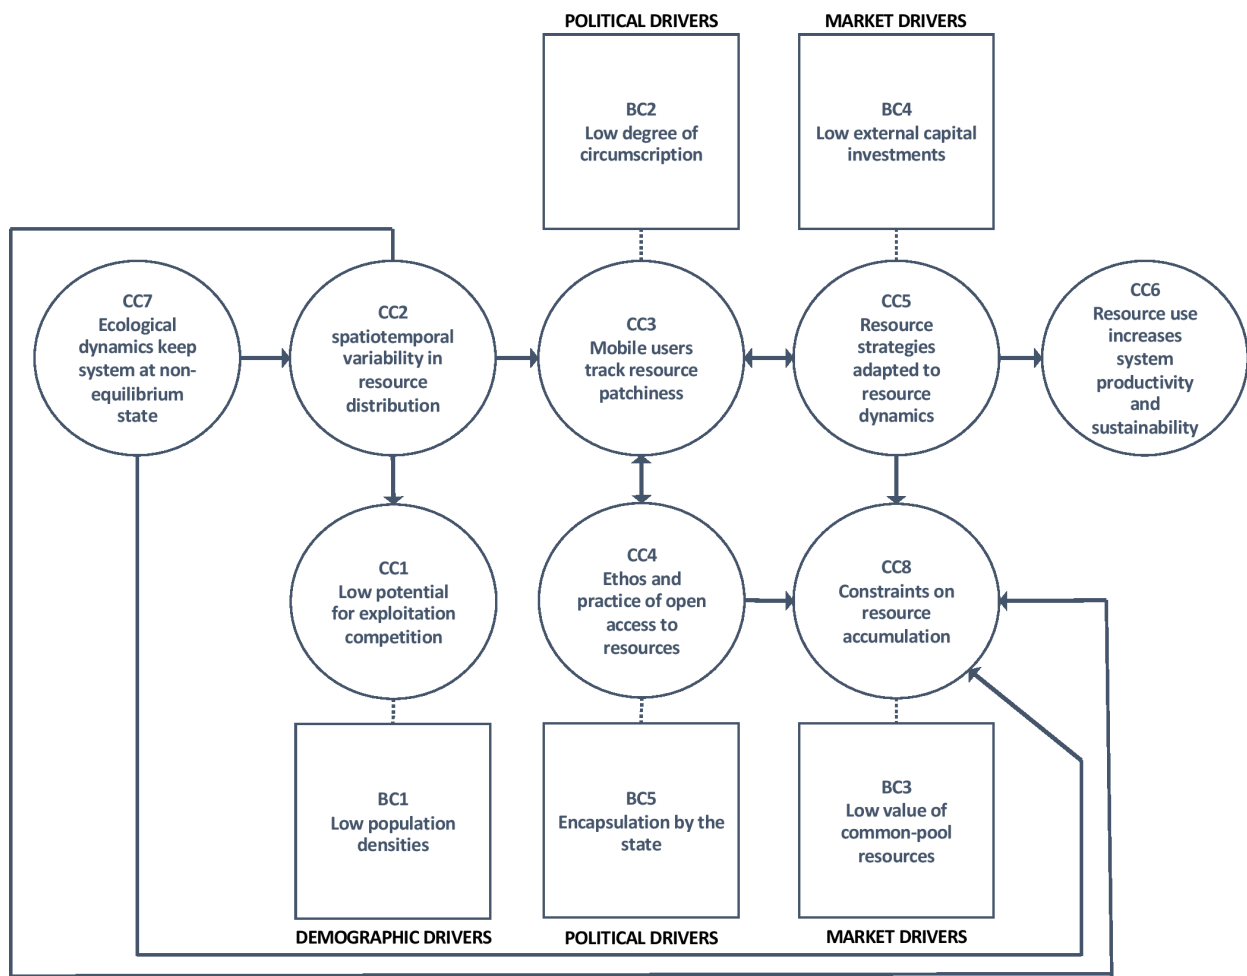 POLITICAL DRIVERS
MARKET DRIVERS
BC2
Low degree of
circumscription
BC4
Low external capital
investments
CC7
Ecological
dynamics keep
system at non-
equilibrium
state
CC2
spatiotemporal
variability in
resource
distribution
CC3
Mobile users
track resource
patchiness
CC5
Resource
strategies
adapted to
resource
dynamics
CC6
Resource use
increases
system
productivity
and
sustainability
CC1
Low potential
for exploitation
competition
CC4
Ethos and
practice of open
access to
resources
CC8
Constraints on
resource
accumulation
BC1
Low population
densities
BC5
Encapsulation by the
state
BC3
Low value of
common-pool
resources
DEMOGRAPHIC DRIVERS
POLITICAL DRIVERS
MARKET DRIVERS